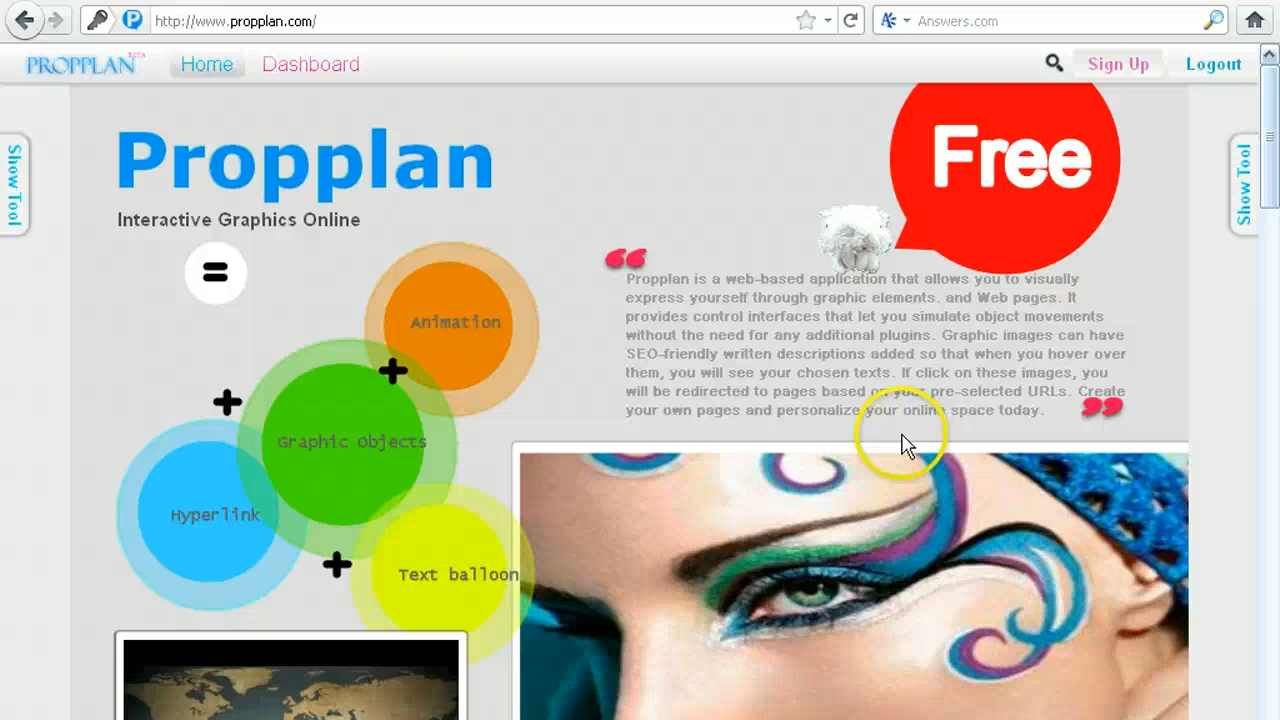 http://www.propplan.com/
Answers.com
PROPPLAN BETA
Home
Dashboard
Sign Up
Logout
Show Tool
Show Tool
Propplan
Interactive Graphics Online
Free
=
Animation
+
+
Graphic Objects
Hyperlink
+
Text balloon
“
Propplan is a web-based application that allows you to visually
express yourself through graphic elements. and Web pages. It
provides control interfaces that let you simulate object movements
without the need for any additional plugins. Graphic images can have
SEO-friendly written descriptions added so that when you hover over
them, you will see your chosen texts. If click on these images, you
will be redirected to pages based on your pre-selected URLs. Create
your own pages and personalize your online space today.
”